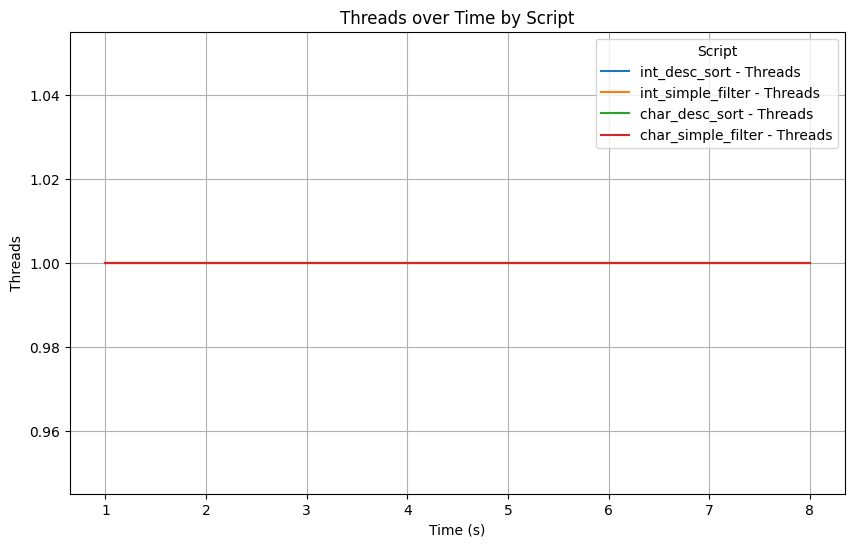 Threads over Time by Script
Script
int_desc_sort - Threads
int_simple_filter - Threads
char_desc_sort - Threads
char_simple_filter - Threads
Threads
1.04
1.02
1.00
0.98
0.96
1 2 3 4 5 6 7 8
Time (s)